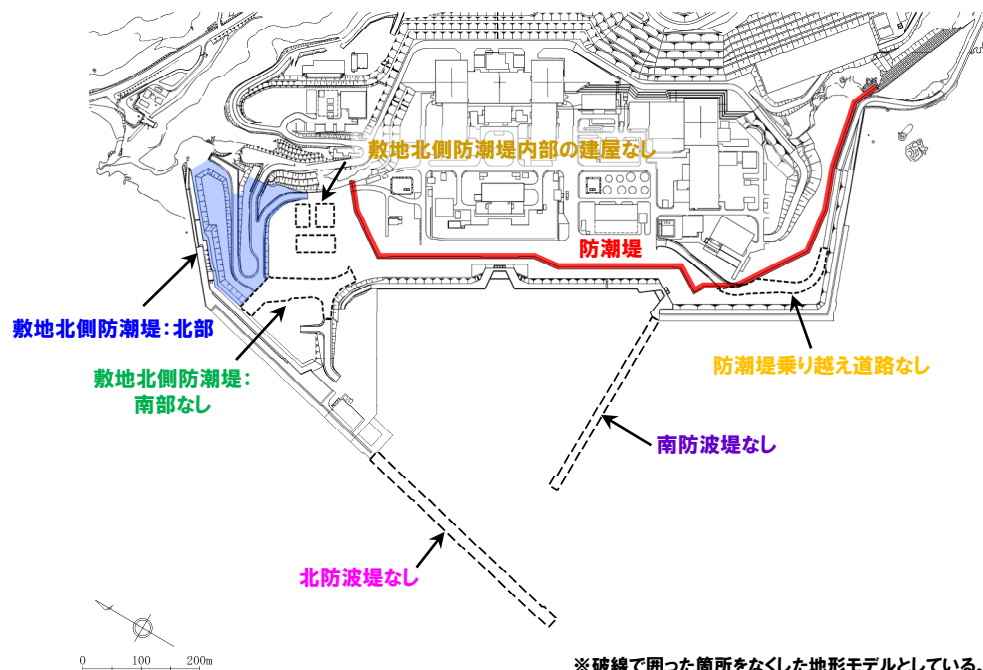 敷地北側防潮堤内部の建屋なし
防潮堤
敷地北側防潮堤:北部
敷地北側防潮堤:
南部なし
防潮堤乗り越え道路なし
南防波堤なし
北防波堤なし
0 100 200m
※破線で囲った箇所をなくした地形モデルとしている。